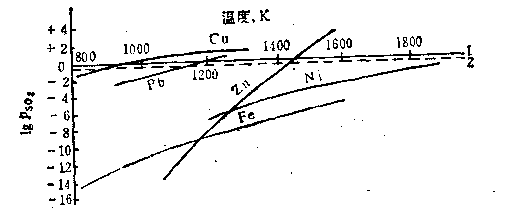 温度, K
+ 4
+ 2
0
− 2
− 4
− 6
− 8
− 10
− 12
− 14
− 16
lg PSO₂
800
1000
1200
1400
1600
1800
Cu
Pb
Zn
Ni
Fe
1
2